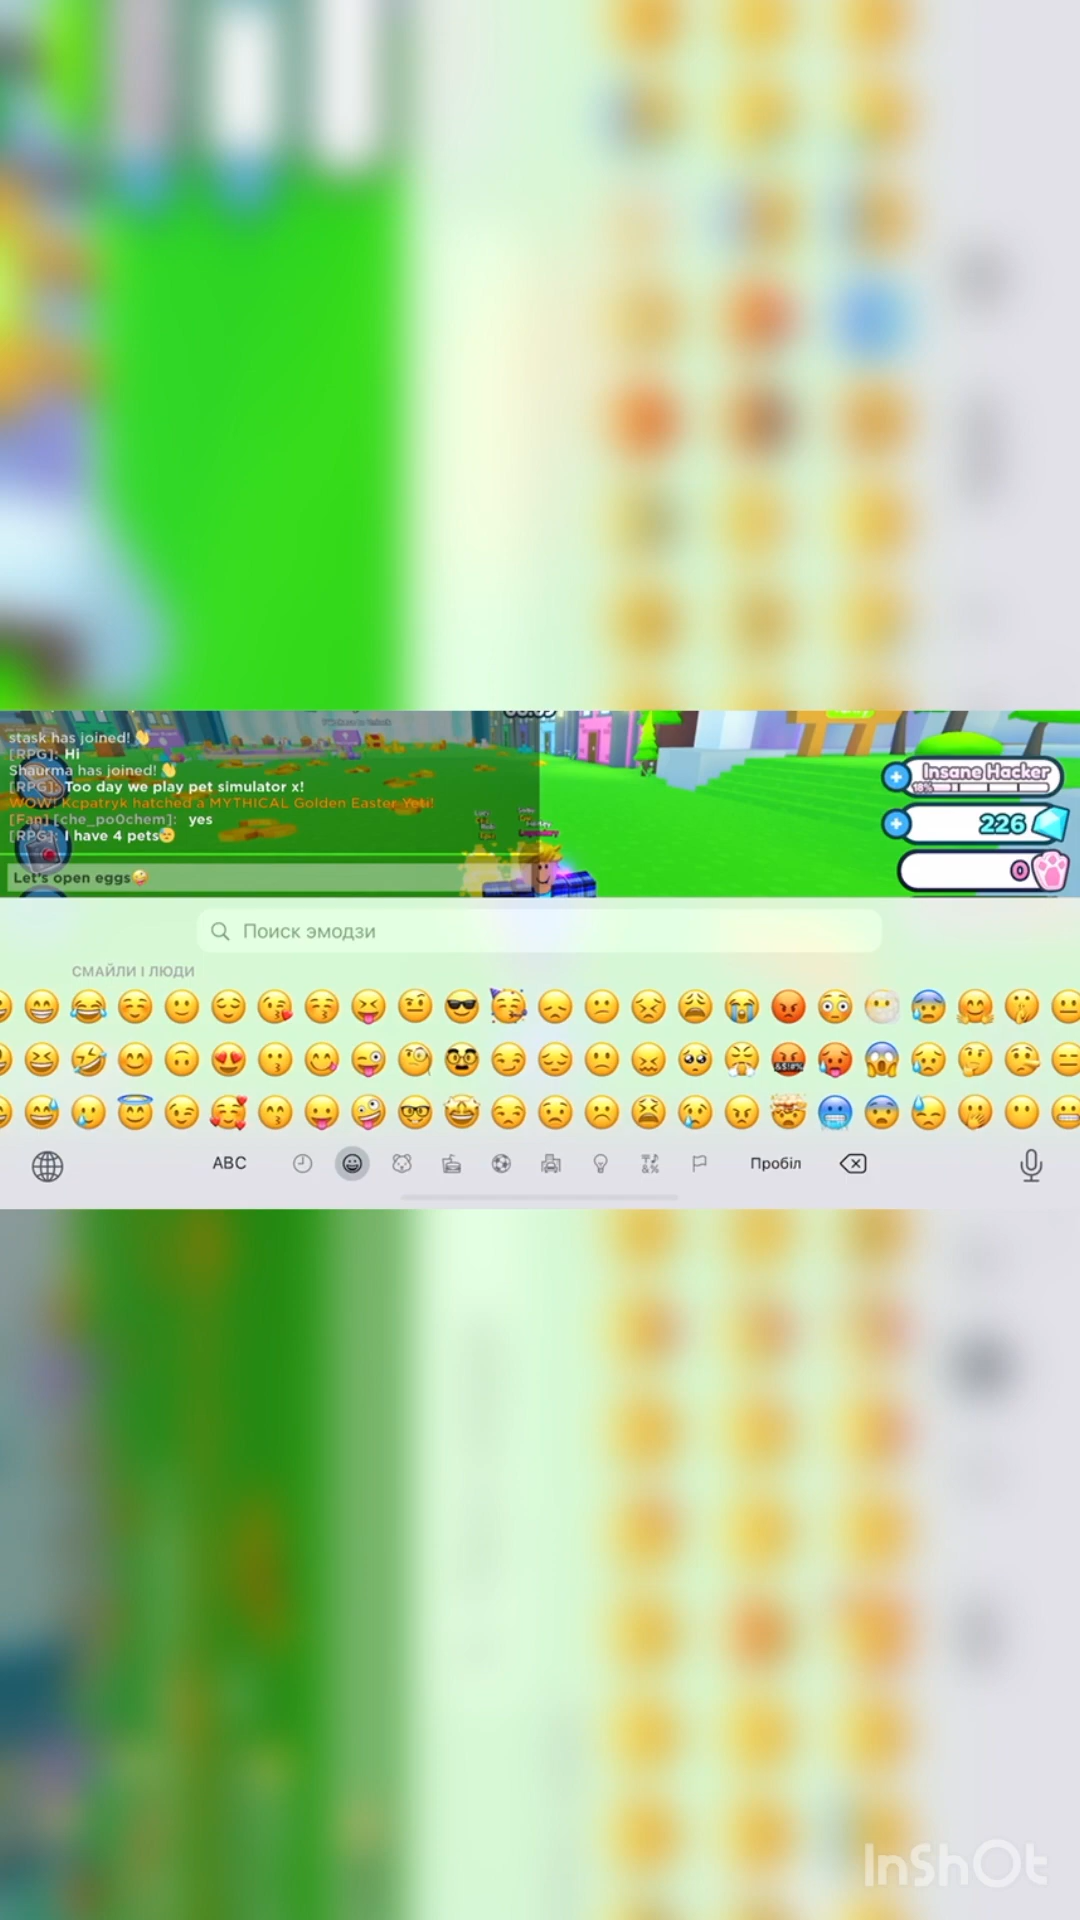 stask has joined! 👋
[RPG]: Hi
Shaurma has joined! 👋
[RPG]: Too day we play pet simulator x!
WOW! Kcpatryk hatched a MYTHICAL Golden Easter Yeti!
[Fan] [che_po0chem]: yes
[RPG]: I have 4 pets😓
Let's open eggs🤪
Insane Hacker
18%
226
0
Legendary
Поиск эмодзи
СМАЙЛИ І ЛЮДИ
&$!#%
ABC
Пробіл
InShOt